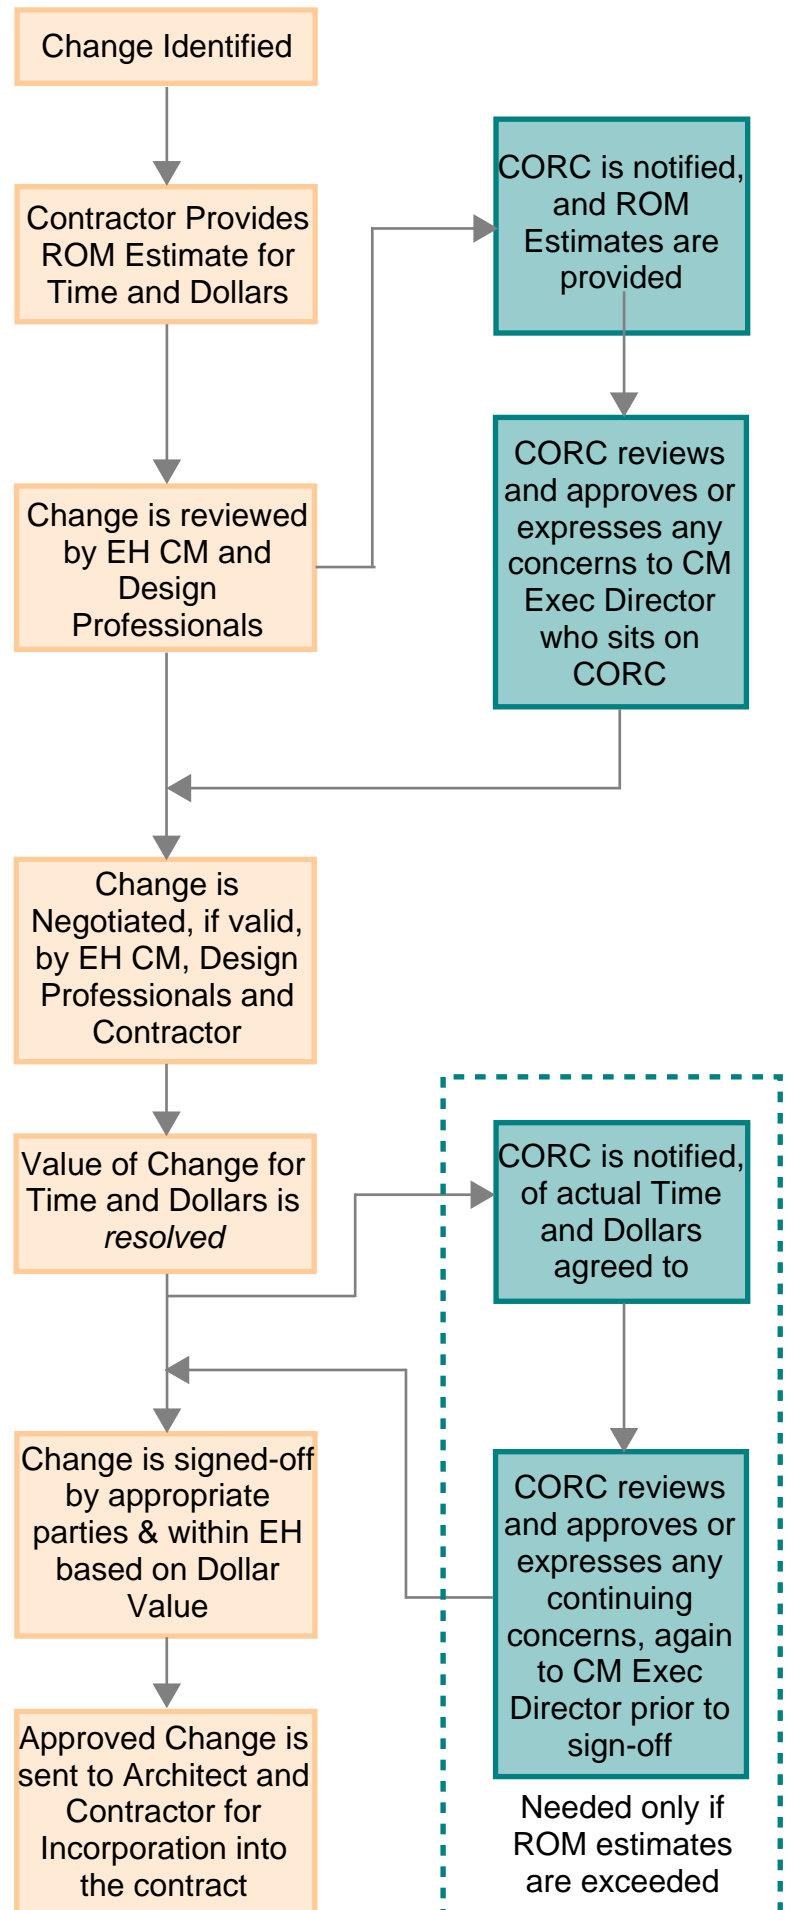 Change Identified
Contractor Provides
ROM Estimate for
Time and Dollars
CORC is notified,
and ROM
Estimates are
provided
Change is reviewed
by EH CM and
Design
Professionals
CORC reviews
and approves or
expresses any
concerns to CM
Exec Director
who sits on
CORC
Change is
Negotiated, if valid,
by EH CM, Design
Professionals and
Contractor
Value of Change for
Time and Dollars is
resolved
CORC is notified,
of actual Time
and Dollars
agreed to
Change is signed-off
by appropriate
parties & within EH
based on Dollar
Value
CORC reviews
and approves or
expresses any
continuing
concerns, again
to CM Exec
Director prior to
sign-off
Approved Change is
sent to Architect and
Contractor for
Incorporation into
the contract
Needed only if
ROM estimates
are exceeded